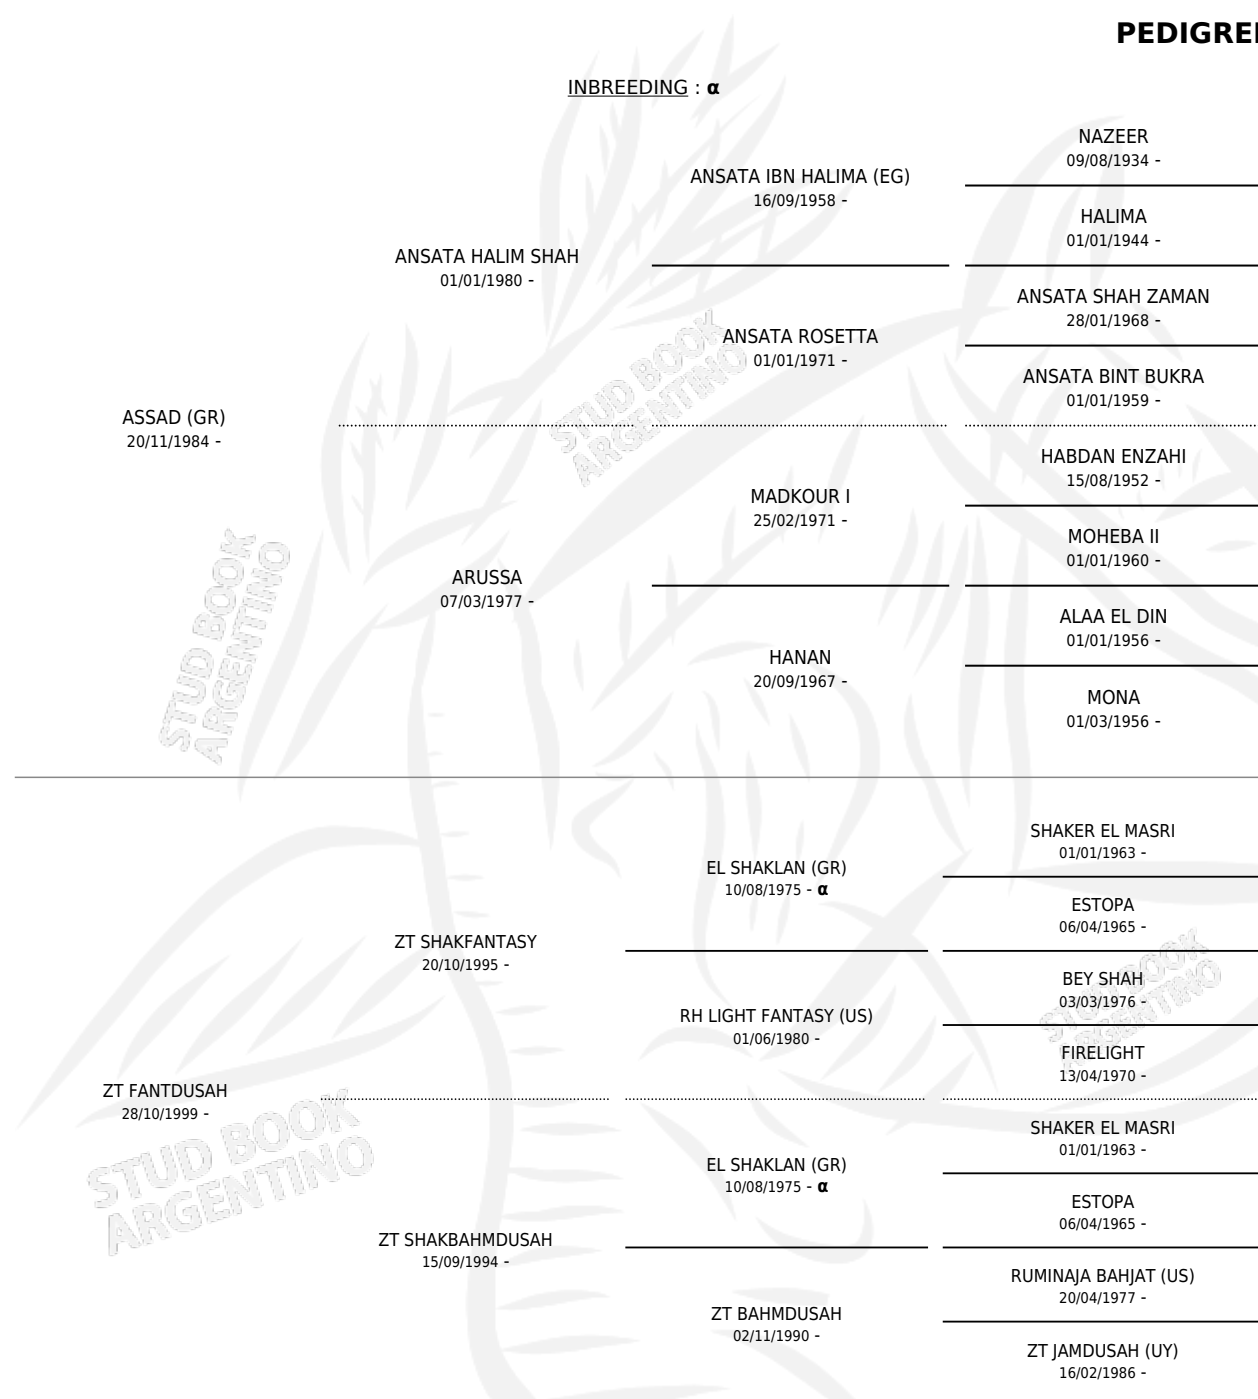 PEDIGREE
INBREEDING : α
NAZEER
09/08/1934 -
ANSATA IBN HALIMA (EG)
16/09/1958 -
HALIMA
01/01/1944 -
ANSATA HALIM SHAH
01/01/1980 -
ANSATA SHAH ZAMAN
28/01/1968 -
ANSATA ROSETTA
01/01/1971 -
ANSATA BINT BUKRA
01/01/1959 -
ASSAD (GR)
20/11/1984 -
HABDAN ENZAHI
15/08/1952 -
MADKOUR I
25/02/1971 -
MOHEBA II
01/01/1960 -
ARUSSA
07/03/1977 -
ALAA EL DIN
01/01/1956 -
HANAN
20/09/1967 -
MONA
01/03/1956 -
SHAKER EL MASRI
01/01/1963 -
EL SHAKLAN (GR)
10/08/1975 - α
ESTOPA
06/04/1965 -
ZT SHAKFANTASY
20/10/1995 -
BEY SHAH
03/03/1976 -
RH LIGHT FANTASY (US)
01/06/1980 -
FIRELIGHT
13/04/1970 -
ZT FANTDUSAH
28/10/1999 -
SHAKER EL MASRI
01/01/1963 -
EL SHAKLAN (GR)
10/08/1975 - α
ESTOPA
06/04/1965 -
ZT SHAKBAHMDUSAH
15/09/1994 -
RUMINAJA BAHJAT (US)
20/04/1977 -
ZT BAHMDUSAH
02/11/1990 -
ZT JAMDUSAH (UY)
16/02/1986 -
STUD BOOK
ARGENTINO
STUD BOOK
ARGENTINO
STUD BOOK
ARGENTINO
STUD BOOK
ARGENTINO